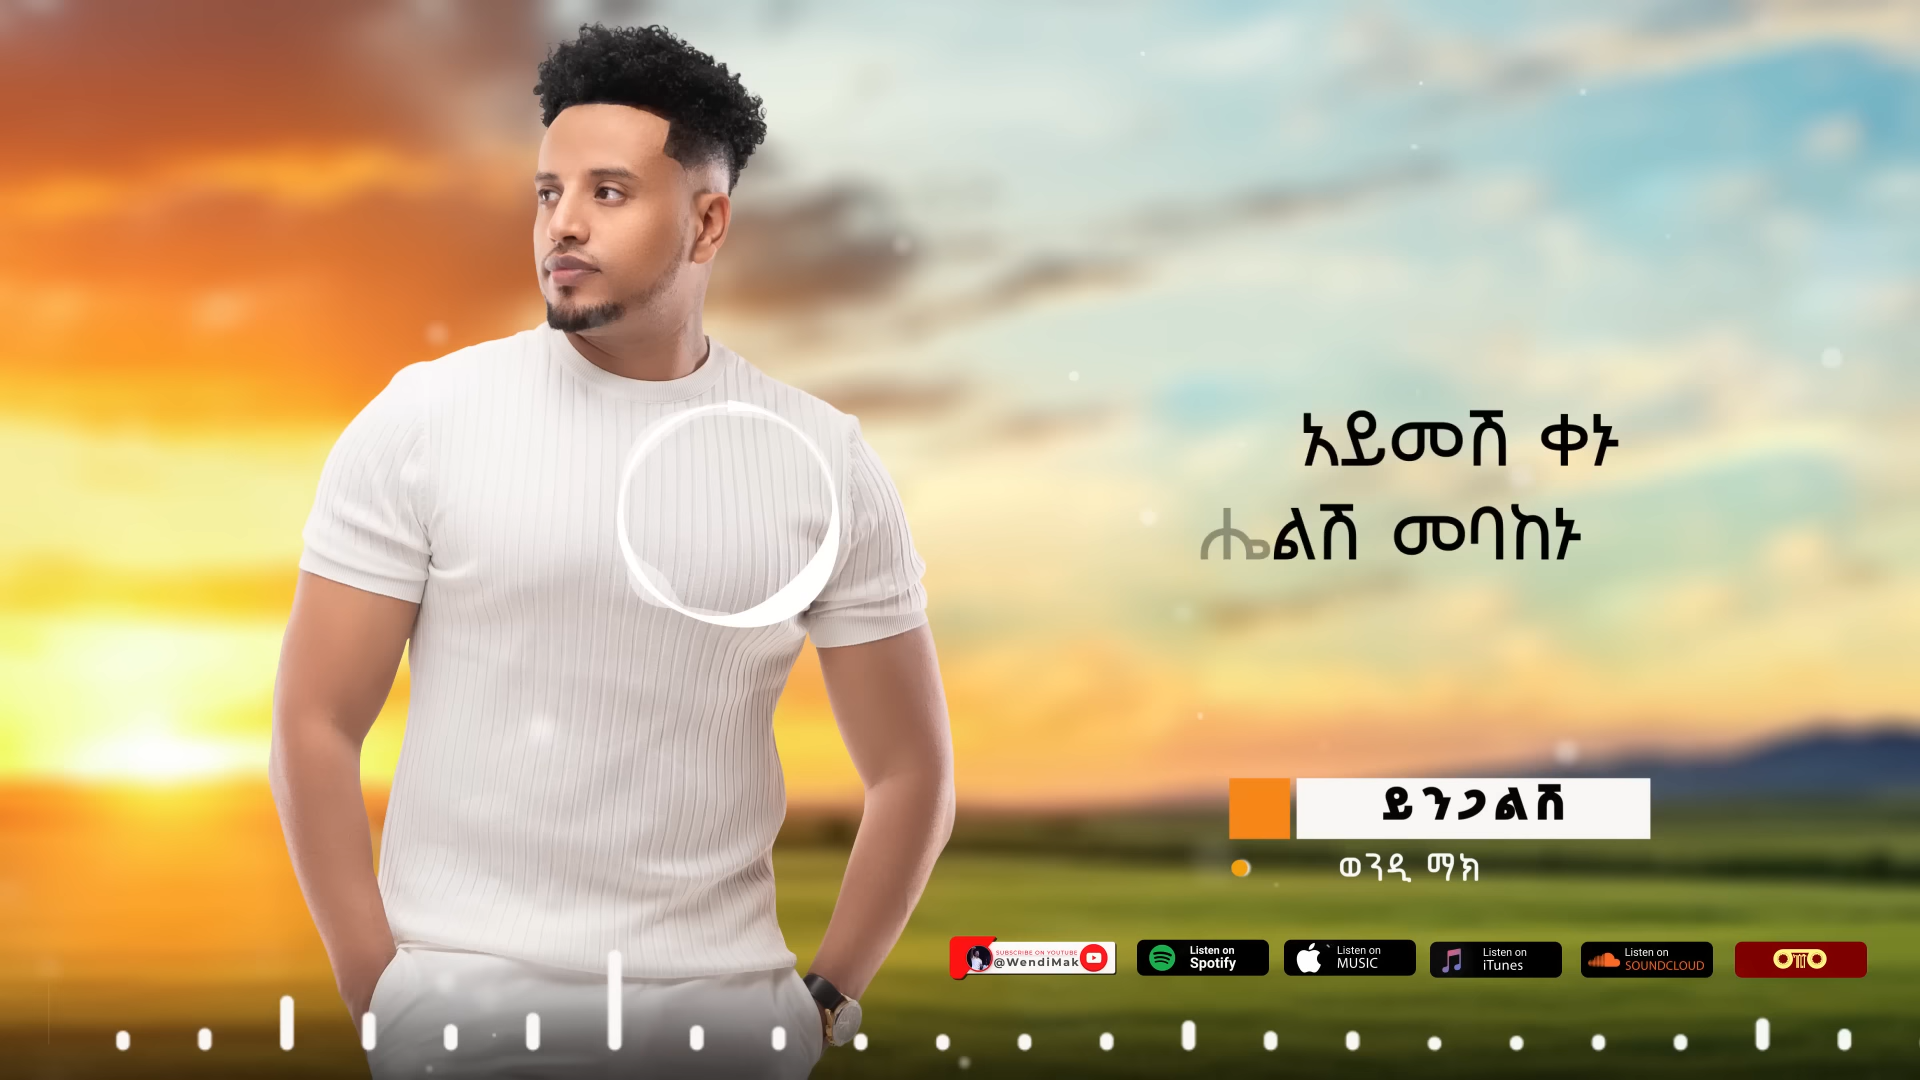 አይመሽ ቀኑ
ሔልሽ መባከኑ
ይንጋልሽ
ወንዲ ማክ
SUBSCRIBE ON YOUTUBE
@WendiMak
Listen on
Spotify
Listen on
MUSIC
Listen on
iTunes
Listen on
SOUNDCLOUD